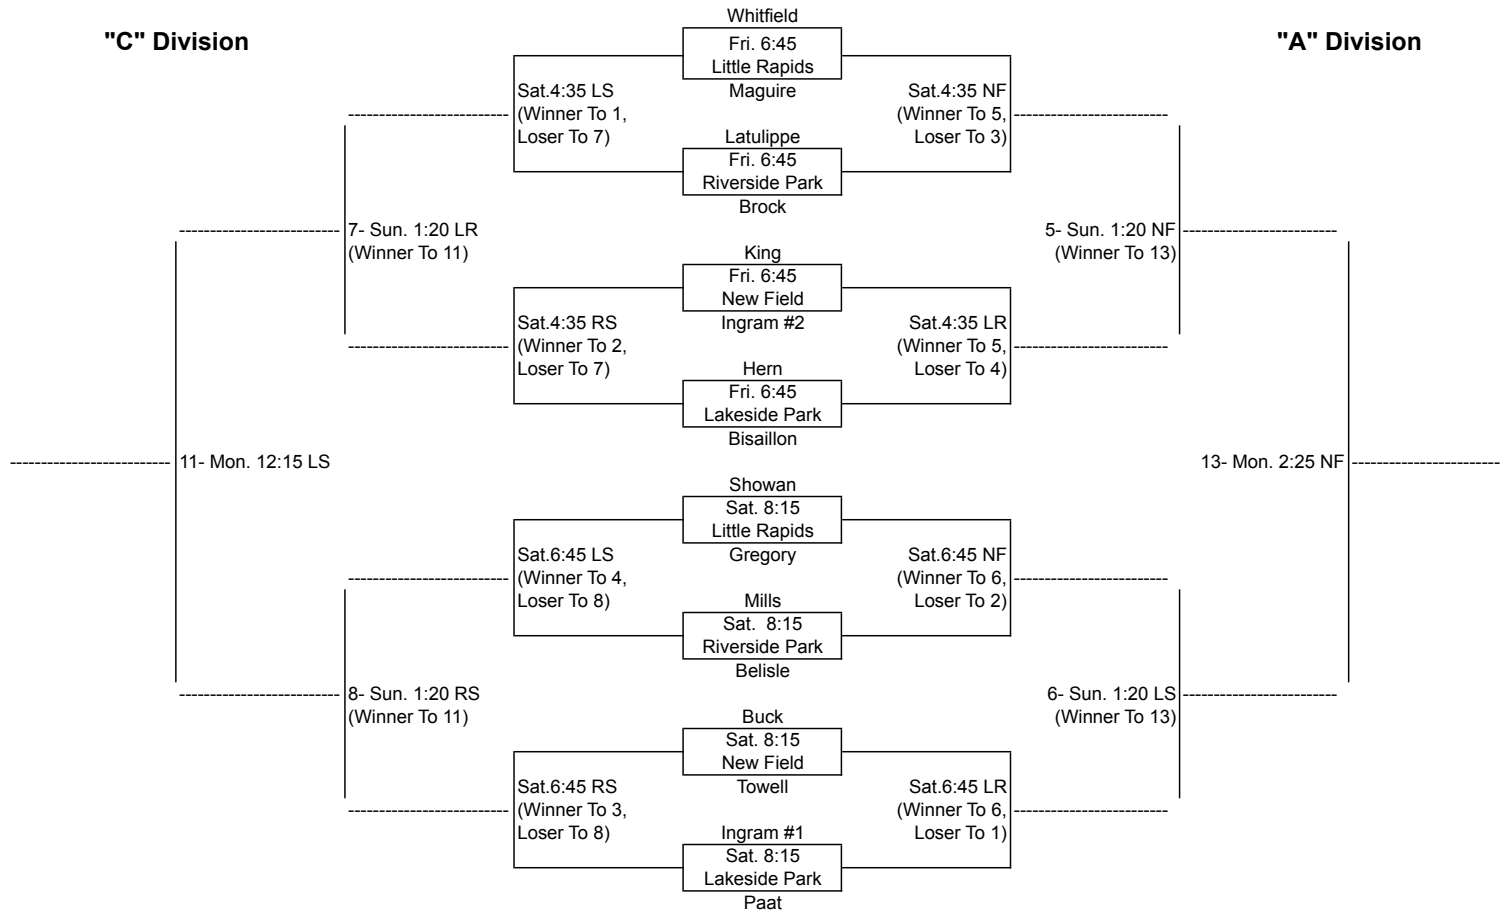 "C" Division
"A" Division
Whitfield
Fri. 6:45
Little Rapids
Maguire
Sat.4:35 LS
(Winner To 1,
Loser To 7)
Sat.4:35 NF
(Winner To 5,
Loser To 3)
Latulippe
Fri. 6:45
Riverside Park
Brock
7- Sun. 1:20 LR
(Winner To 11)
5- Sun. 1:20 NF
(Winner To 13)
King
Fri. 6:45
New Field
Ingram #2
Sat.4:35 RS
(Winner To 2,
Loser To 7)
Sat.4:35 LR
(Winner To 5,
Loser To 4)
Hern
Fri. 6:45
Lakeside Park
Bisaillon
11- Mon. 12:15 LS
13- Mon. 2:25 NF
Showan
Sat. 8:15
Little Rapids
Gregory
Sat.6:45 LS
(Winner To 4,
Loser To 8)
Sat.6:45 NF
(Winner To 6,
Loser To 2)
Mills
Sat.  8:15
Riverside Park
Belisle
8- Sun. 1:20 RS
(Winner To 11)
6- Sun. 1:20 LS
(Winner To 13)
Buck
Sat. 8:15
New Field
Towell
Sat.6:45 RS
(Winner To 3,
Loser To 8)
Sat.6:45 LR
(Winner To 6,
Loser To 1)
Ingram #1
Sat. 8:15
Lakeside Park
Paat